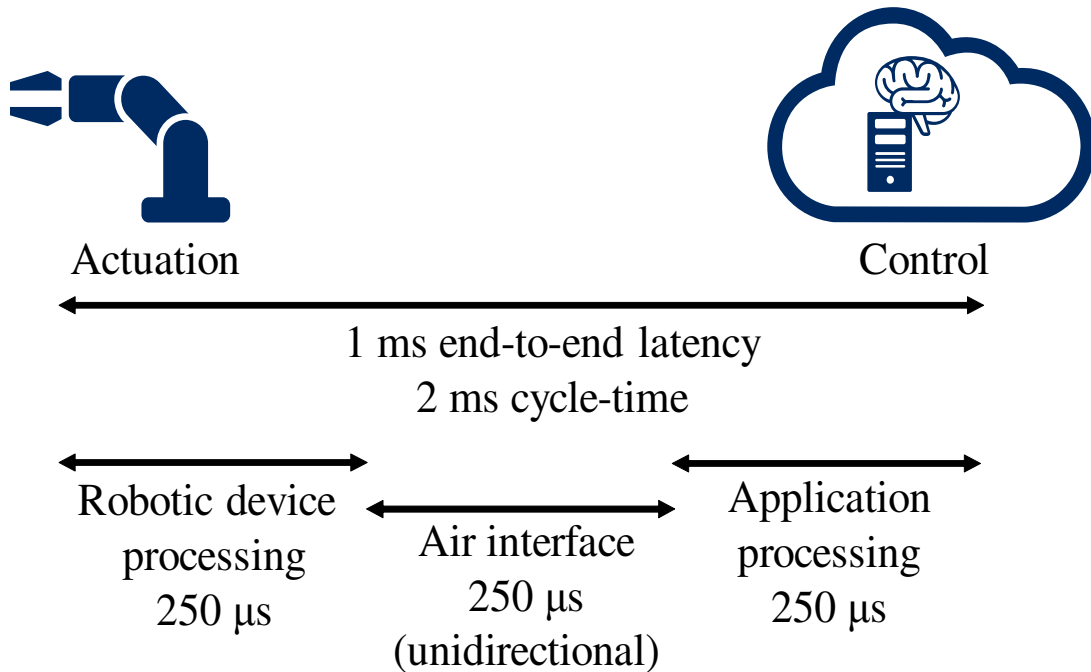 Actuation
Control
1 ms end-to-end latency
2 ms cycle-time
Robotic device
processing
250 μs
Air interface
250 μs
(unidirectional)
Application
processing
250 μs